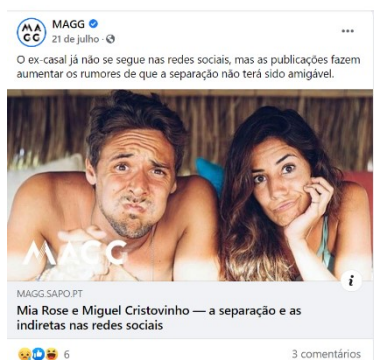 MAGG
21 de julho ·
O ex-casal já não se segue nas redes sociais, mas as publicações fazem
aumentar os rumores de que a separação não terá sido amigável.
MAGG
i
MAGG.SAPO.PT
Mia Rose e Miguel Cristovinho — a separação e as
indiretas nas redes sociais
6
3 comentários